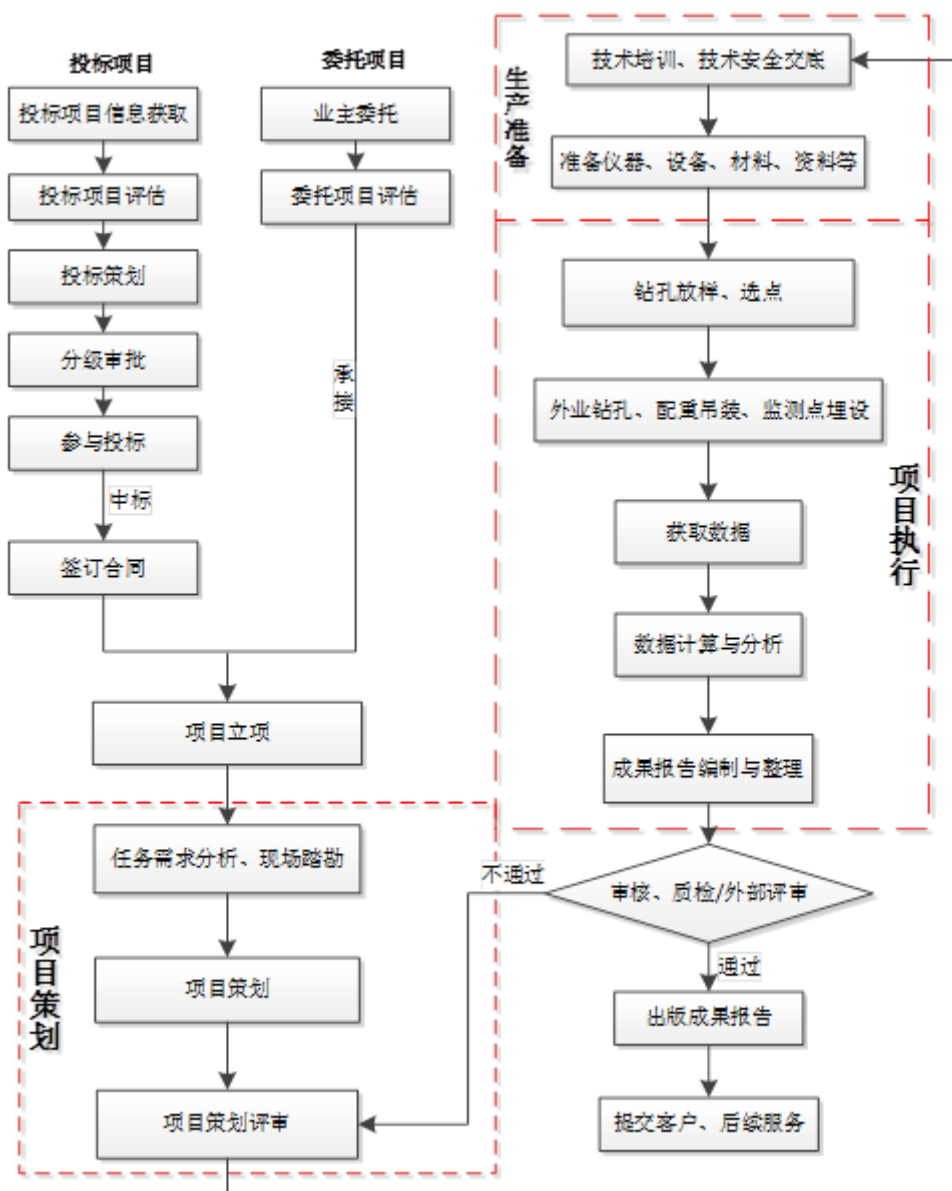 投标项目
投标项目信息获取
投标项目评估
投标策划
分级审批
参与投标
中标
签订合同
委托项目
业主委托
委托项目评估
承接
项目立项
项目策划
任务需求分析、现场踏勘
项目策划
项目策划评审
生产准备
技术培训、技术安全交底
准备仪器、设备、材料、资料等
项目执行
钻孔放样、选点
外业钻孔、配重吊装、监测点埋设
获取数据
数据计算与分析
成果报告编制与整理
不通过
审核、质检/外部评审
通过
出版成果报告
提交客户、后续服务